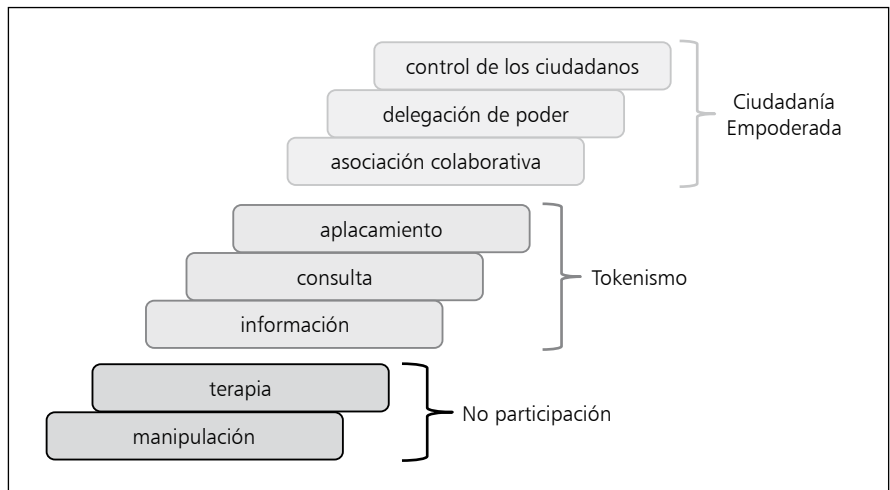 control de los ciudadanos
delegación de poder
asociación colaborativa
Ciudadanía
Empoderada
aplacamiento
consulta
información
Tokenismo
terapia
manipulación
No participación